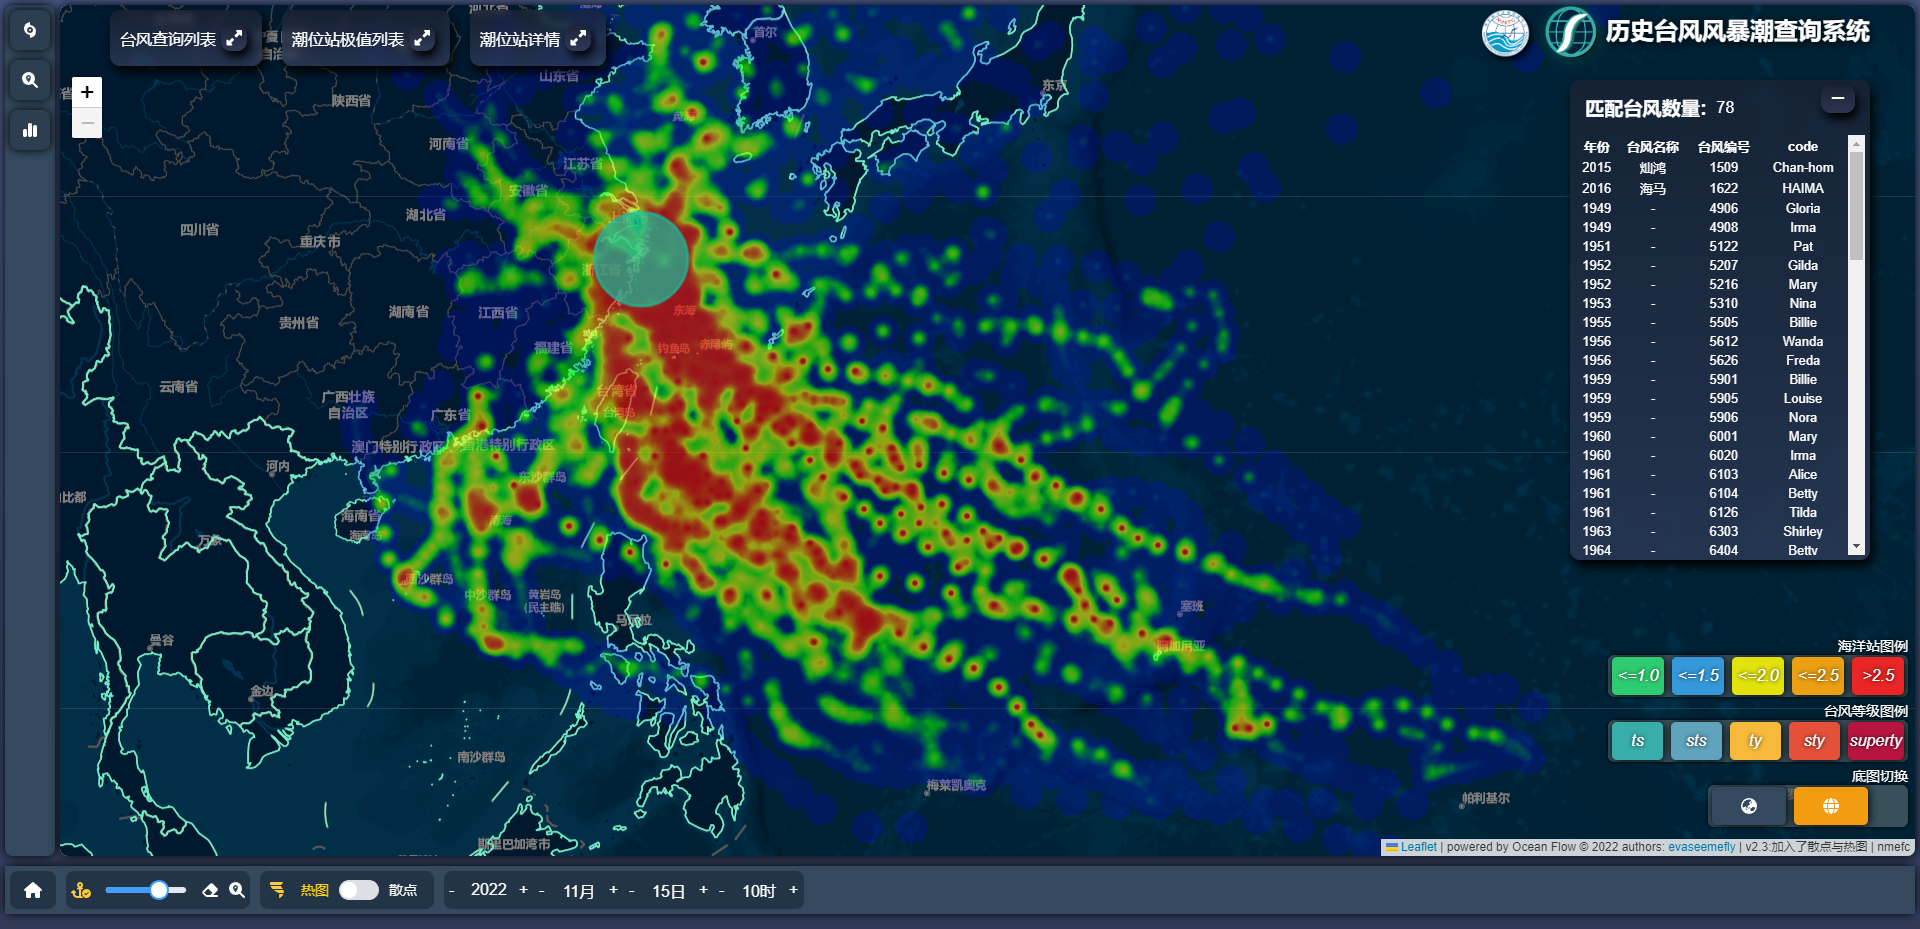 台风查询列表
潮位站极值列表
潮位站详情
历史台风风暴潮查询系统
+
−
匹配台风数量: 78
年份 台风名称 台风编号 code
2015 灿鸿 1509 Chan-hom
2016 海马 1622 HAIMA
1949 - 4906 Gloria
1949 - 4908 Irma
1951 - 5122 Pat
1952 - 5207 Gilda
1952 - 5216 Mary
1953 - 5310 Nina
1955 - 5505 Billie
1956 - 5612 Wanda
1956 - 5626 Freda
1959 - 5901 Billie
1959 - 5905 Louise
1959 - 5906 Nora
1960 - 6001 Mary
1960 - 6020 Irma
1961 - 6103 Alice
1961 - 6104 Betty
1961 - 6126 Tilda
1963 - 6303 Shirley
1964 - 6404 Betty
首尔
山东省
东京
陕西省
黄海
河南省
江苏省
安徽省
湖北省
四川省
重庆市
浙江省
湖南省
江西省
东海
贵州省
福建省
钓鱼岛
赤尾屿
云南省
台湾省
广西壮族
自治区
广东省
台湾岛
澳门特别行政区
香港特别行政区
河内
东沙群岛
海南省
南海
海南岛
万象
西沙群岛
中沙群岛
黄岩岛
(民主礁)
马尼拉
塞班
曼谷
金边
南沙群岛
梅莱凯奥克
帕利基尔
斯里巴加湾市
海洋站图例
<=1.0 <=1.5 <=2.0 <=2.5 >2.5
台风等级图例
ts sts ty sty superty
底图切换
Leaflet | powered by Ocean Flow © 2022 authors: evaseemefly | v2.3:加入了散点与热图 | nmefc
热图 散点
- 2022 + - 11月 + - 15日 + - 10时 +